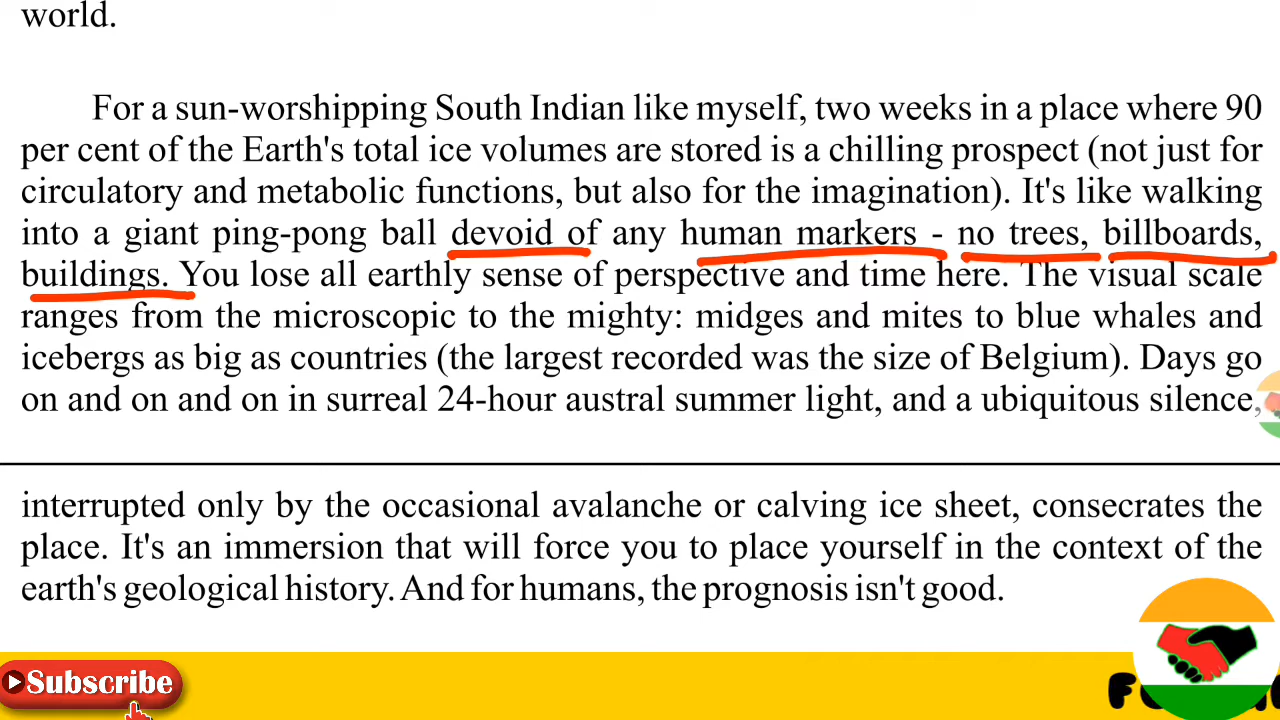 world.
For a sun-worshipping South Indian like myself, two weeks in a place where 90
per cent of the Earth's total ice volumes are stored is a chilling prospect (not just for
circulatory and metabolic functions, but also for the imagination). It's like walking
into a giant ping-pong ball devoid of any human markers - no trees, billboards,
buildings. You lose all earthly sense of perspective and time here. The visual scale
ranges from the microscopic to the mighty: midges and mites to blue whales and
icebergs as big as countries (the largest recorded was the size of Belgium). Days go
on and on and on in surreal 24-hour austral summer light, and a ubiquitous silence,
interrupted only by the occasional avalanche or calving ice sheet, consecrates the
place. It's an immersion that will force you to place yourself in the context of the
earth's geological history. And for humans, the prognosis isn't good.
Subscribe